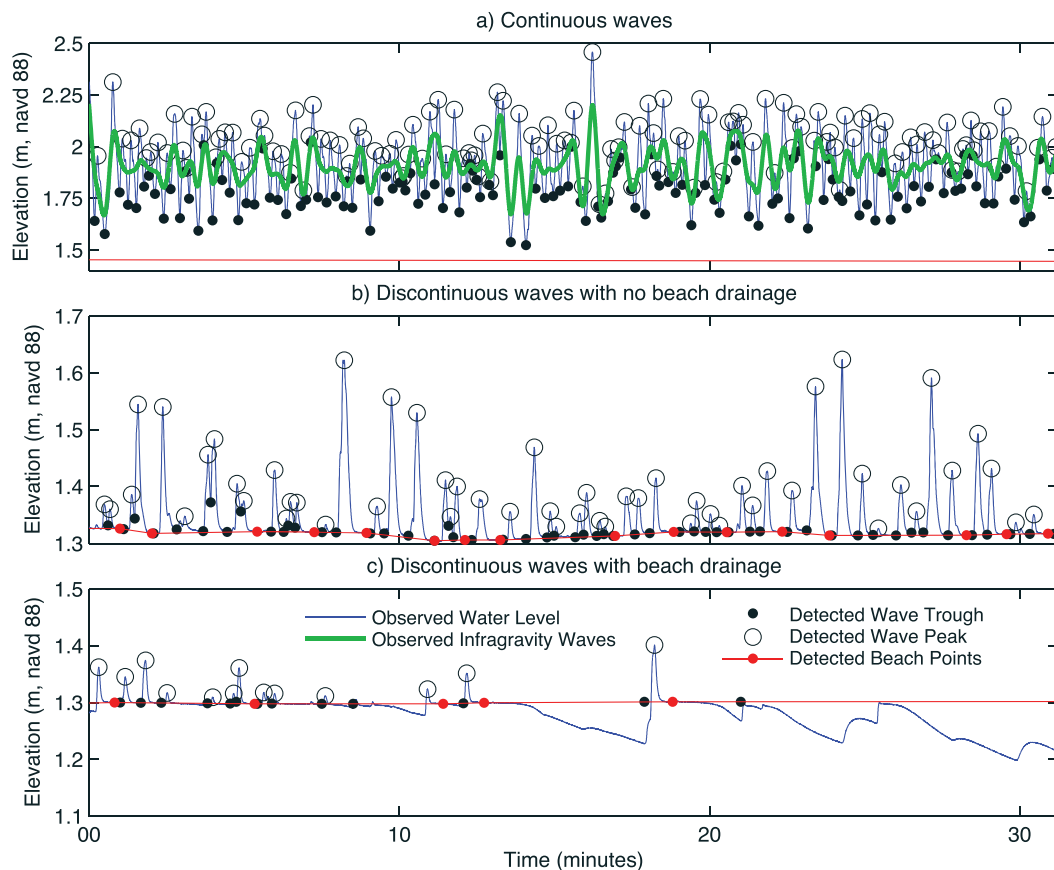 a) Continuous waves
Elevation (m, navd 88)
2.5
2.25
2
1.75
1.5
b) Discontinuous waves with no beach drainage
Elevation (m, navd 88)
1.7
1.6
1.5
1.4
1.3
c) Discontinuous waves with beach drainage
Elevation (m, navd 88)
1.5
1.4
1.3
1.2
1.1
Observed Water Level
Observed Infragravity Waves
Detected Wave Trough
Detected Wave Peak
Detected Beach Points
00 10 20 30
Time (minutes)